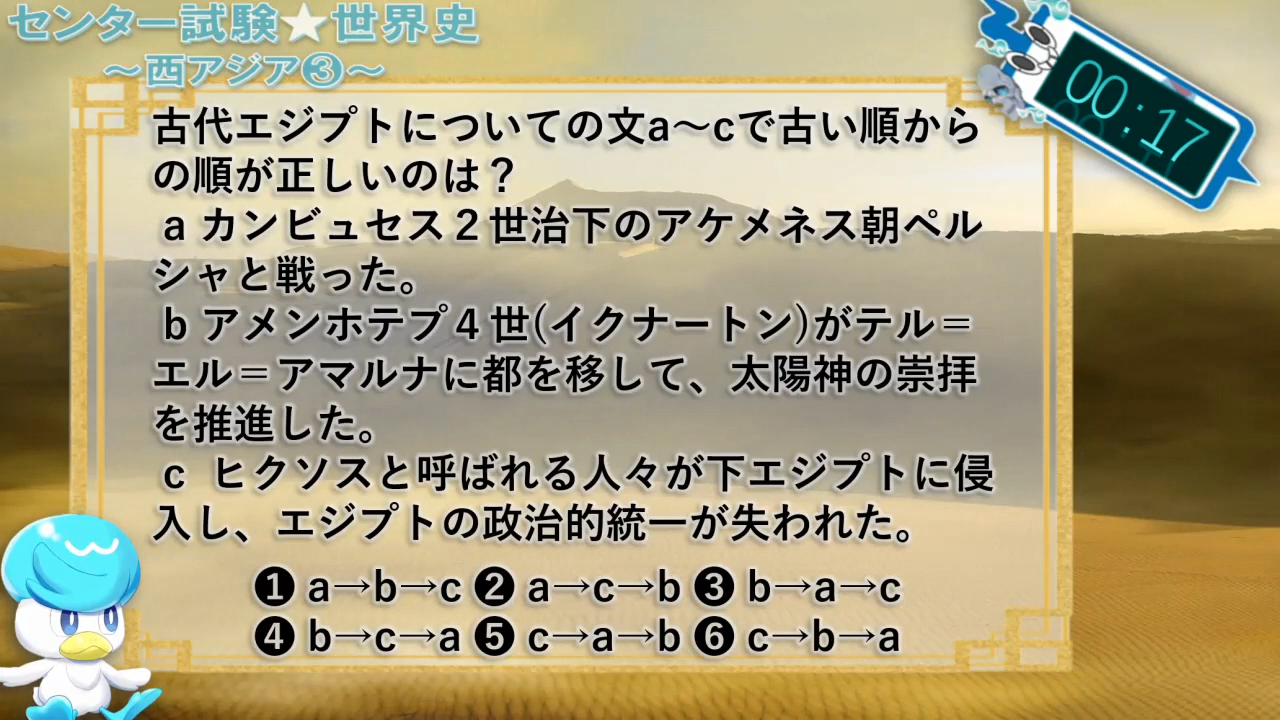 センター試験★世界史
～西アジア❸～
00:17
古代エジプトについての文a～cで古い順から
の順が正しいのは？
a カンビュセス２世治下のアケメネス朝ペル
シャと戦った。
b アメンホテプ４世(イクナートン)がテル＝
エル＝アマルナに都を移して、太陽神の崇拝
を推進した。
c ヒクソスと呼ばれる人々が下エジプトに侵
入し、エジプトの政治的統一が失われた。
❶ a→b→c ❷ a→c→b ❸ b→a→c
❹ b→c→a ❺ c→a→b ❻ c→b→a